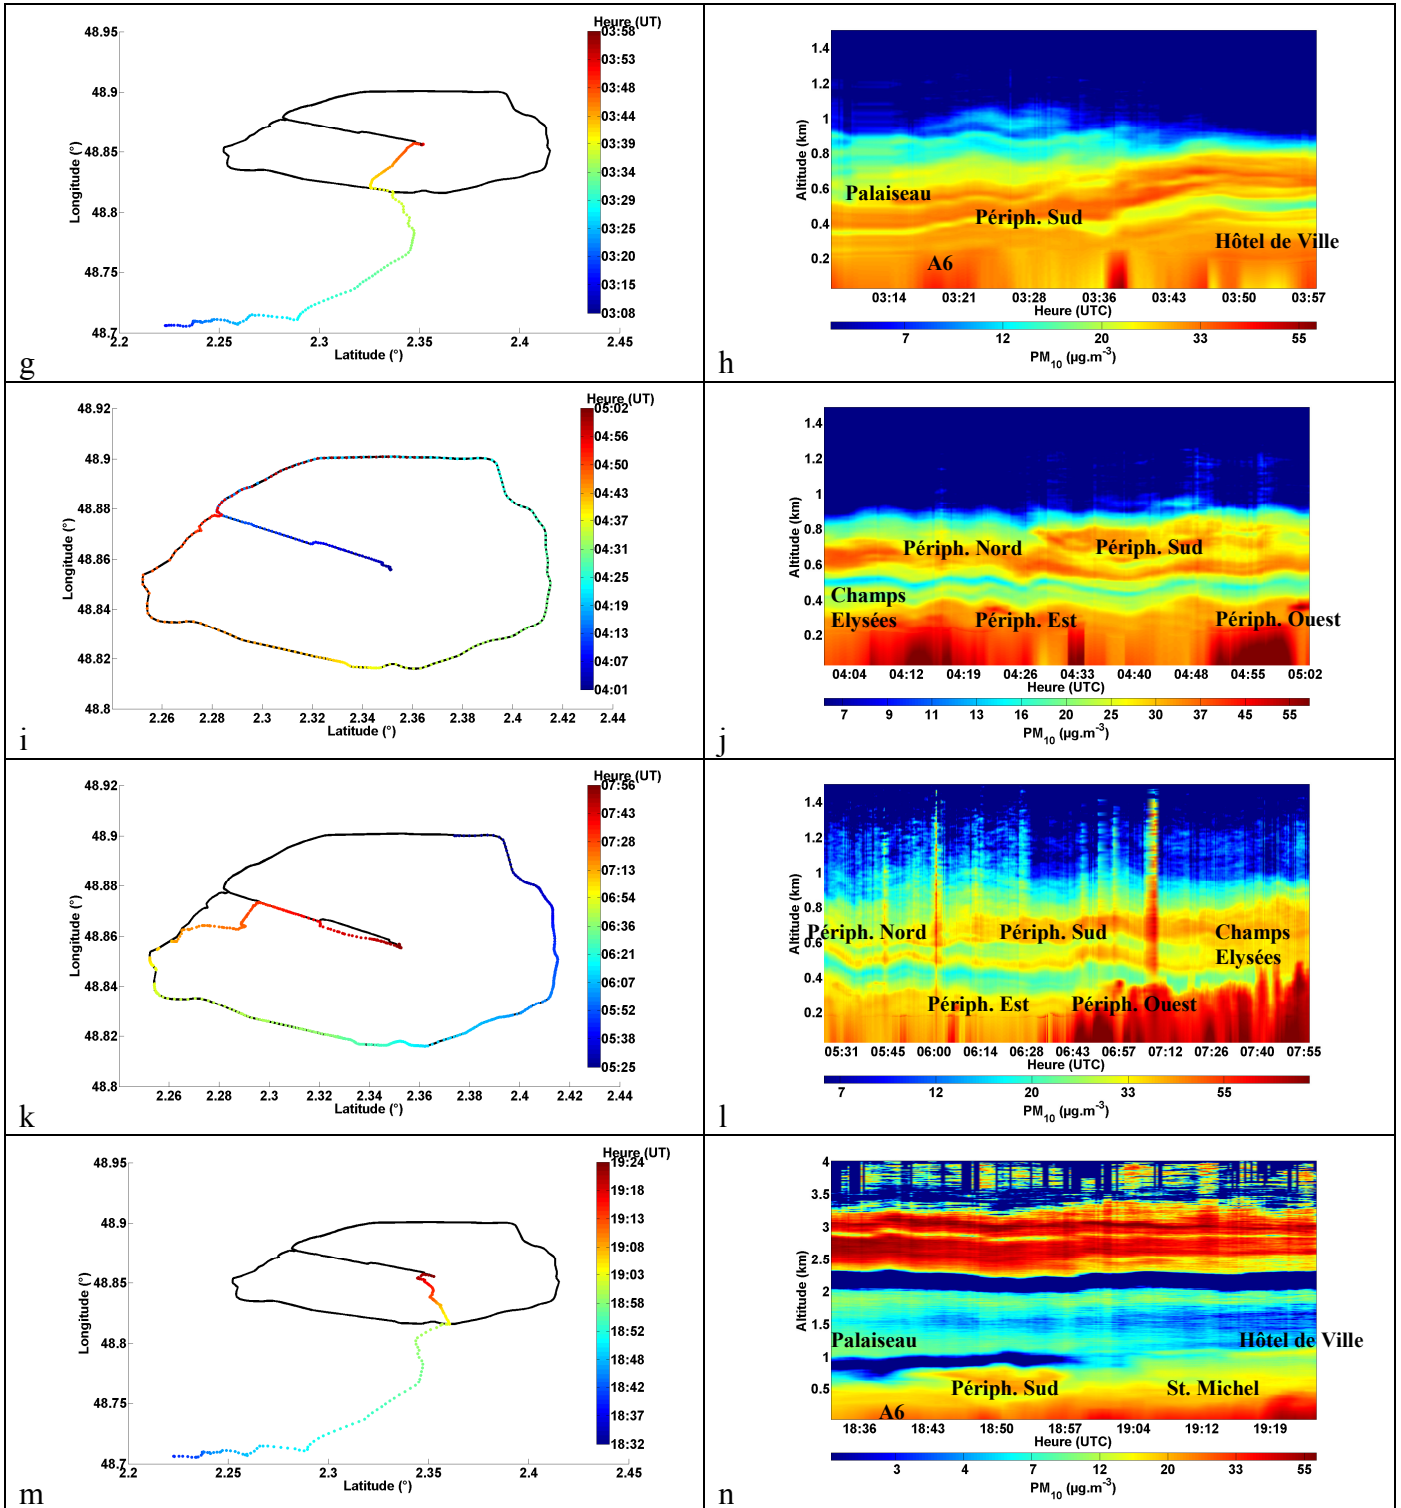 Heure (UT)
48.95
48.9
48.85
48.8
48.75
48.7
Longitude (°)
2.2 2.25 2.3 2.35 2.4 2.45
Latitude (°)
03:58
03:53
03:48
03:44
03:39
03:34
03:29
03:25
03:20
03:15
03:08
g
1.4
1.2
1
0.8
0.6
0.4
0.2
Altitude (km)
Palaiseau
Périph. Sud
Hôtel de Ville
A6
03:14 03:21 03:28 03:36 03:43 03:50 03:57
Heure (UTC)
7 12 20 33 55
PM10 (µg.m-3)
h
Heure (UT)
48.92
48.9
48.88
48.86
48.84
48.82
48.8
Longitude (°)
2.26 2.28 2.3 2.32 2.34 2.36 2.38 2.4 2.42 2.44
Latitude (°)
05:02
04:56
04:50
04:43
04:37
04:31
04:25
04:19
04:13
04:07
04:01
i
1.4
1.2
1
0.8
0.6
0.4
0.2
Altitude (km)
Périph. Nord
Périph. Sud
Champs
Elysées
Périph. Est
Périph. Ouest
04:04 04:12 04:19 04:26 04:33 04:40 04:48 04:55 05:02
Heure (UTC)
7 9 11 13 16 20 25 30 37 45 55
PM10 (µg.m-3)
j
Heure (UT)
48.92
48.9
48.88
48.86
48.84
48.82
48.8
Longitude (°)
2.26 2.28 2.3 2.32 2.34 2.36 2.38 2.4 2.42 2.44
Latitude (°)
07:56
07:43
07:28
07:13
06:54
06:36
06:21
06:07
05:52
05:38
05:25
k
1.4
1.2
1
0.8
0.6
0.4
0.2
Altitude (km)
Périph. Nord
Périph. Sud
Champs
Elysées
Périph. Est
Périph. Ouest
05:31 05:45 06:00 06:14 06:28 06:43 06:57 07:12 07:26 07:40 07:55
Heure (UTC)
7 12 20 33 55
PM10 (µg.m-3)
l
Heure (UT)
48.95
48.9
48.85
48.8
48.75
48.7
Longitude (°)
2.2 2.25 2.3 2.35 2.4 2.45
Latitude (°)
19:24
19:18
19:13
19:08
19:03
18:58
18:52
18:48
18:42
18:37
18:32
m
4
3.5
3
2.5
2
1.5
1
0.5
Altitude (km)
Palaiseau
Hôtel de Ville
Périph. Sud
St. Michel
A6
18:36 18:43 18:50 18:57 19:04 19:12 19:19
Heure (UTC)
3 4 7 12 20 33 55
PM10 (µg.m-3)
n